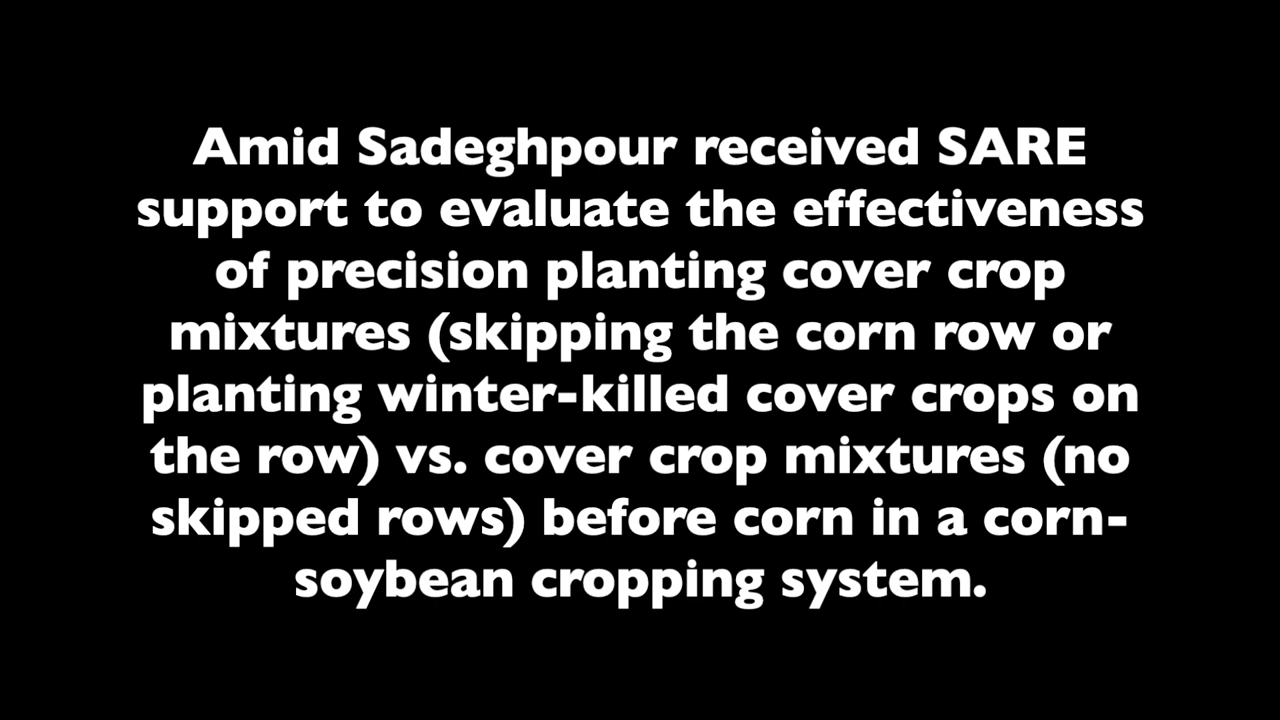 Amid Sadeghpour received SARE
support to evaluate the effectiveness
of precision planting cover crop
mixtures (skipping the corn row or
planting winter-killed cover crops on
the row) vs. cover crop mixtures (no
skipped rows) before corn in a corn-
soybean cropping system.